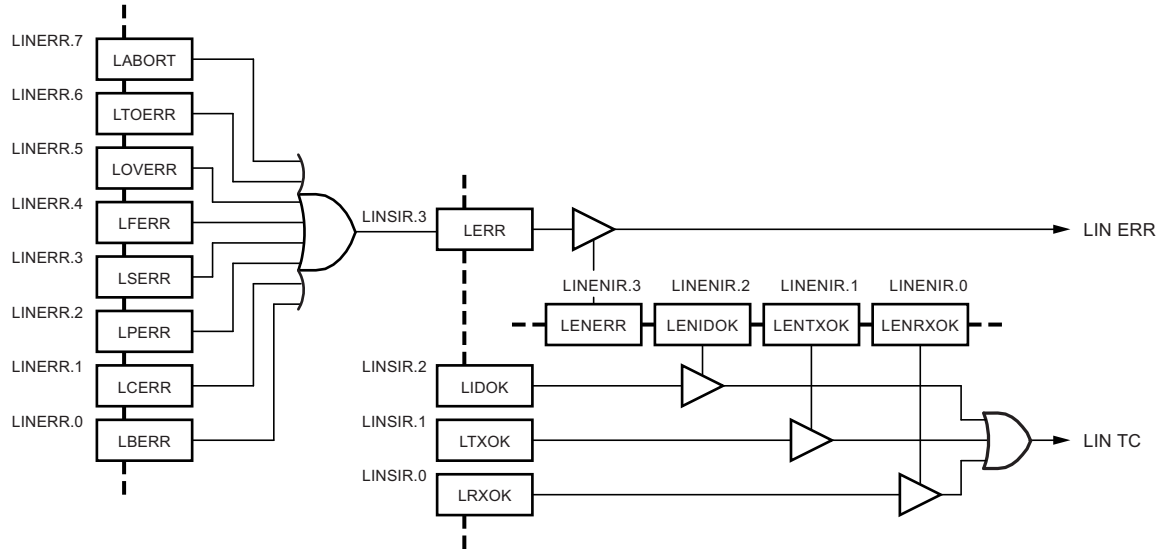 LINERR.7
LABORT
LINERR.6
LTOERR
LINERR.5
LOVERR
LINERR.4
LFERR
LINERR.3
LSERR
LINERR.2
LPERR
LINERR.1
LCERR
LINERR.0
LBERR
LINSIR.3
LERR
LIN ERR
LINENIR.3 LINENIR.2 LINENIR.1 LINENIR.0
LENERR LENIDOK LENTXOK LENRXOK
LINSIR.2
LIDOK
LINSIR.1
LTXOK
LIN TC
LINSIR.0
LRXOK